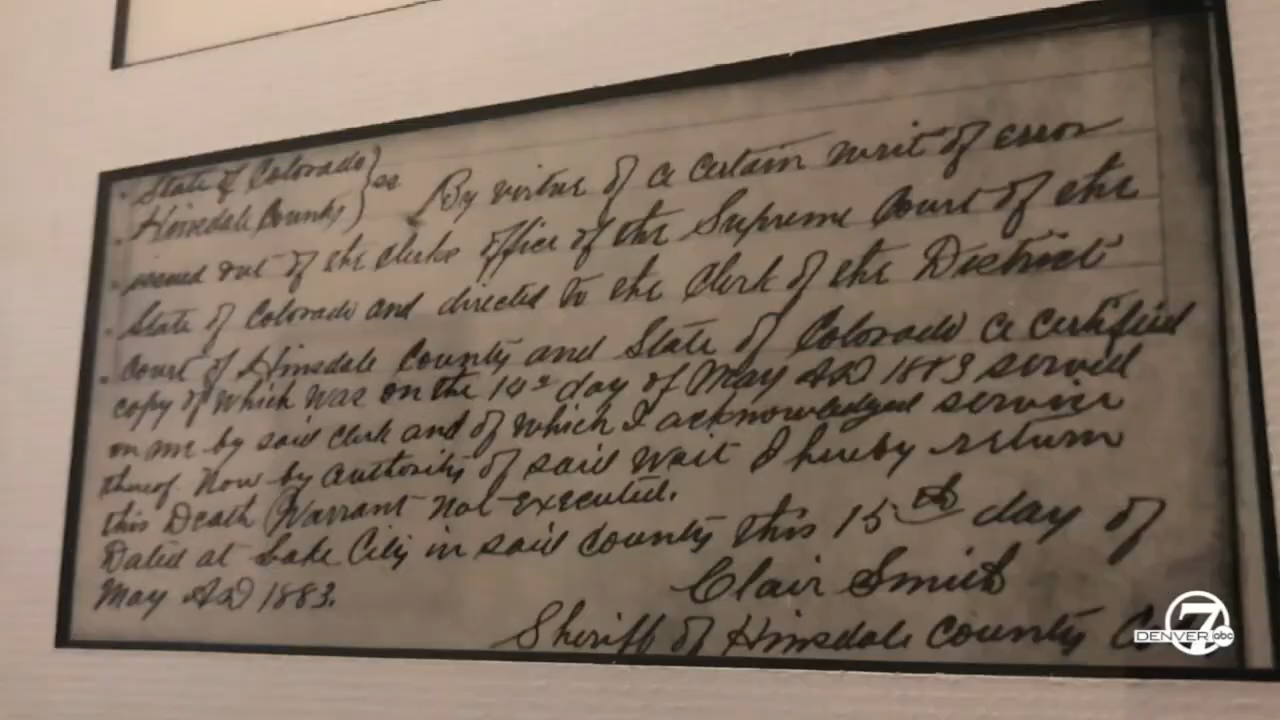 State of Colorado } ss By virtue of a certain writ of error
Hinsdale County }
issued out of the clerks office of the Supreme Court of the
State of Colorado and directed to the Clerk of the District
Court of Hinsdale County and State of Colorado a certified
copy of which was on the 14th day of May AD 1883 served
on me by said clerk and of which I acknowledged service
thereof. Now by authority of said writ I hereby return
this Death Warrant not executed.
Dated at Lake City in said county this 15th day of
May AD 1883.
Clair Smith
Sheriff of Hinsdale County
DENVER 7 abc